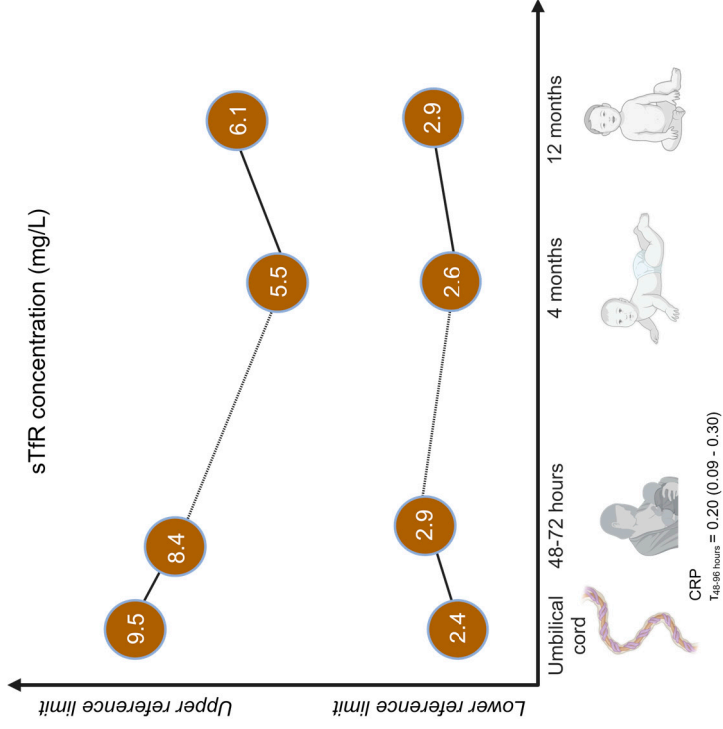 sTfR concentration (mg/L)
Upper reference limit
9.5
8.4
5.5
6.1
Lower reference limit
2.4
2.9
2.6
2.9
Umbilical
cord
48-72 hours
4 months
12 months
CRP
τ48-96 hours = 0.20 (0.09 - 0.30)